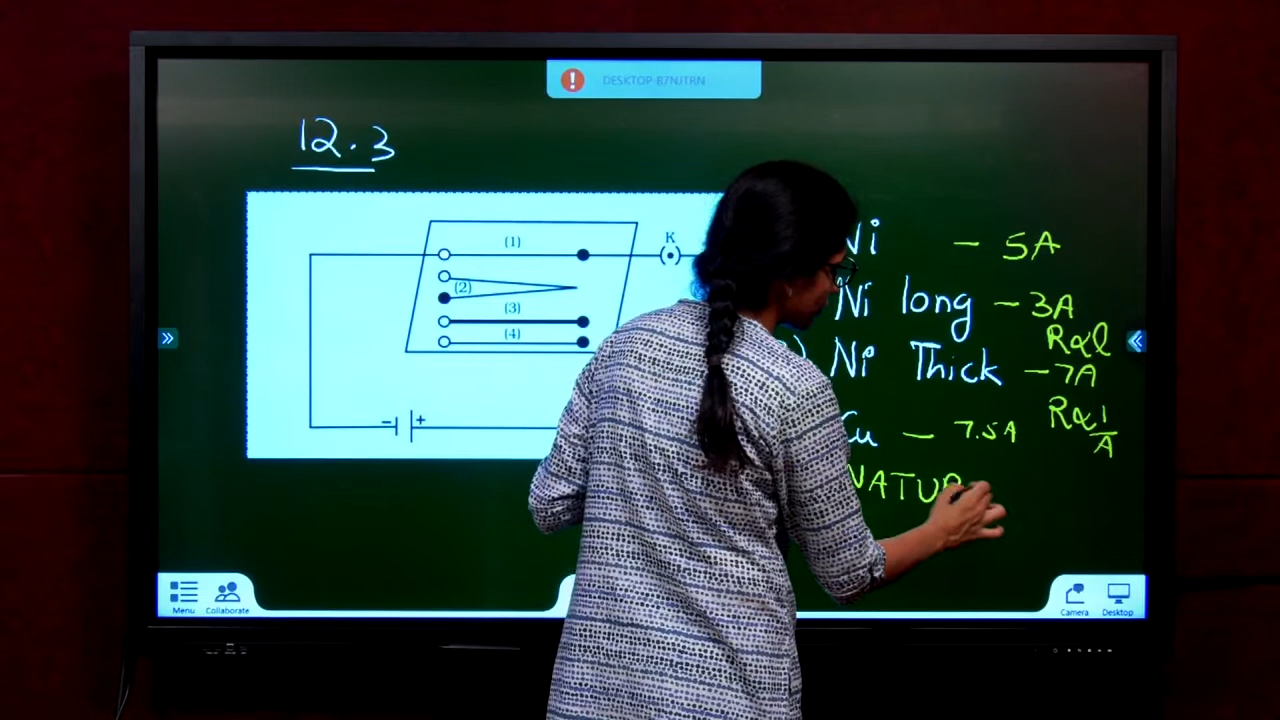 DESKTOP-B7NJTRN
12.3
(1)
K
(2)
(3)
(4)
- +
Ni - 5A
Ni long - 3A
R∝l
Ni Thick - 7A
R∝1/A
Cu - 7.5A
Menu
Collaborate
Camera
Desktop